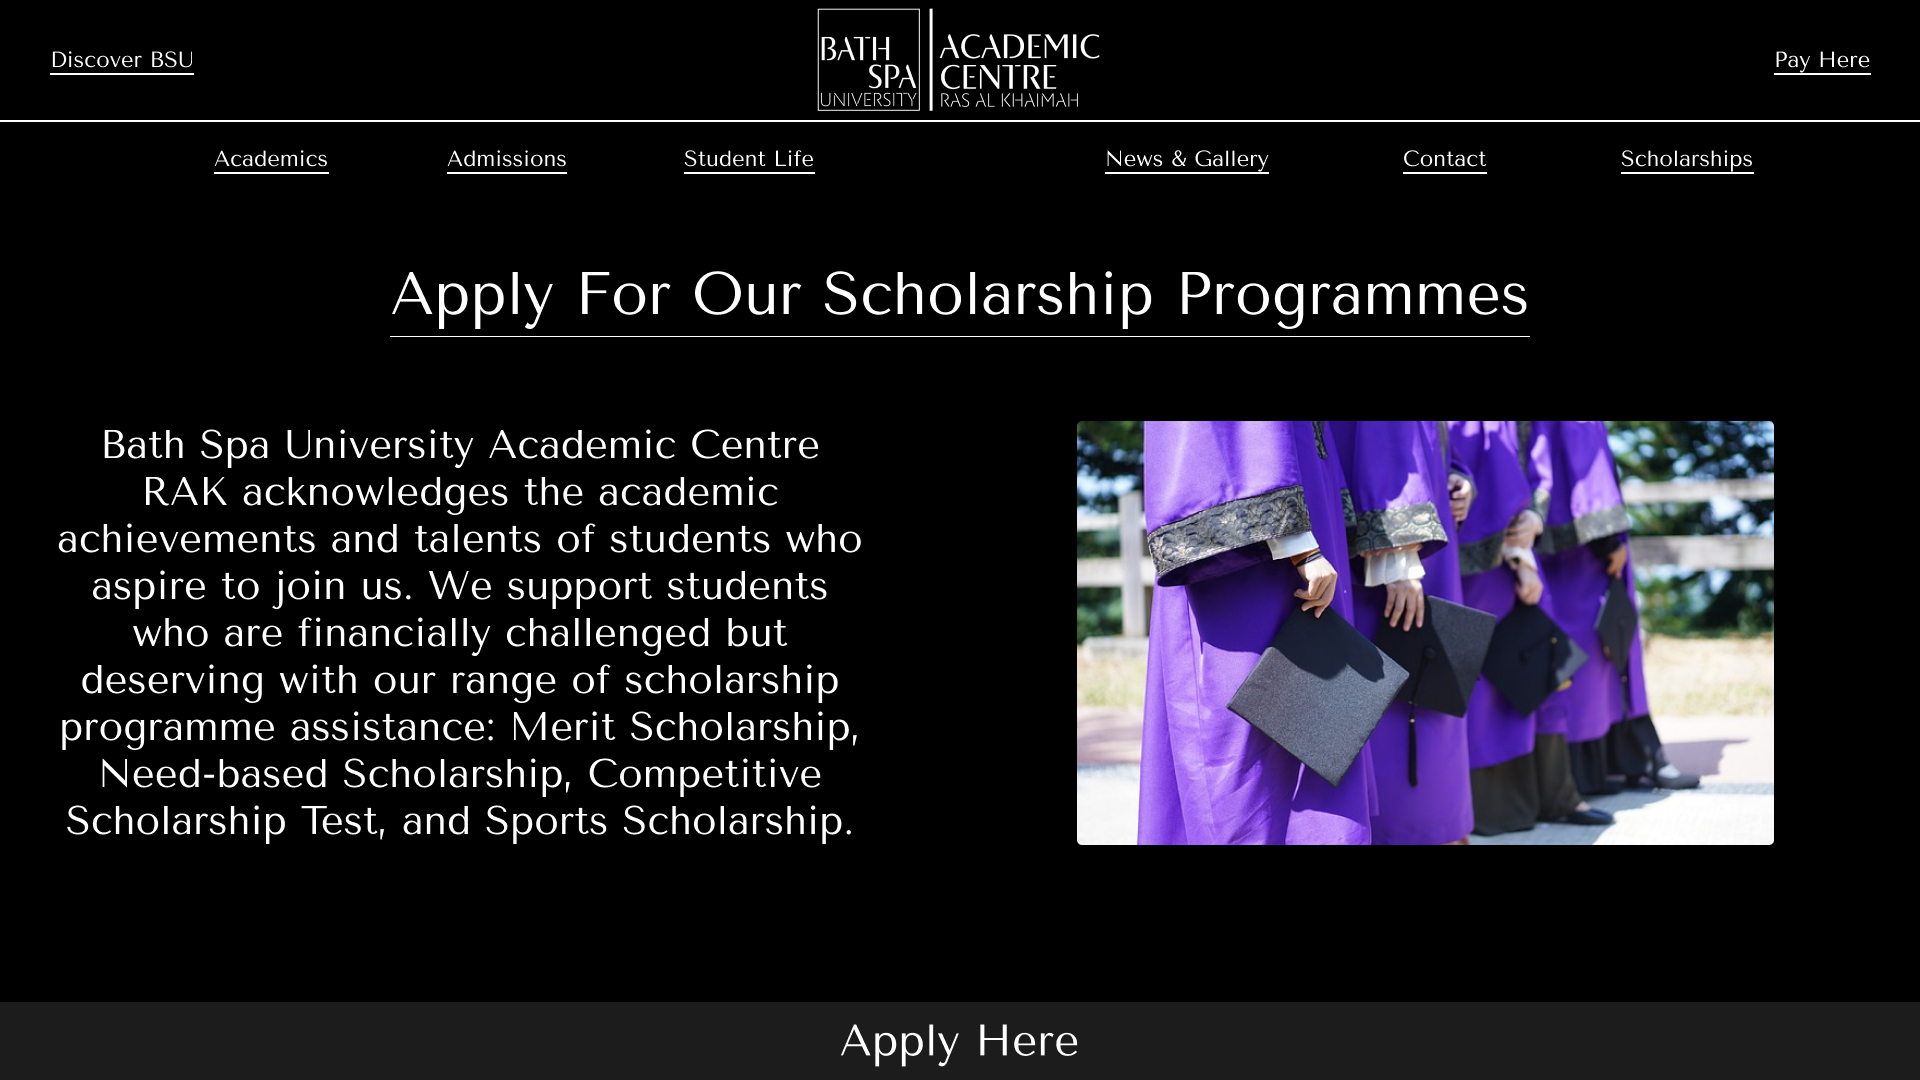 Discover BSU
BATH
SPA
UNIVERSITY
ACADEMIC
CENTRE
RAS AL KHAIMAH
Pay Here
Academics
Admissions
Student Life
News & Gallery
Contact
Scholarships
Apply For Our Scholarship Programmes
Bath Spa University Academic Centre
RAK acknowledges the academic
achievements and talents of students who
aspire to join us. We support students
who are financially challenged but
deserving with our range of scholarship
programme assistance: Merit Scholarship,
Need-based Scholarship, Competitive
Scholarship Test, and Sports Scholarship.
Apply Here